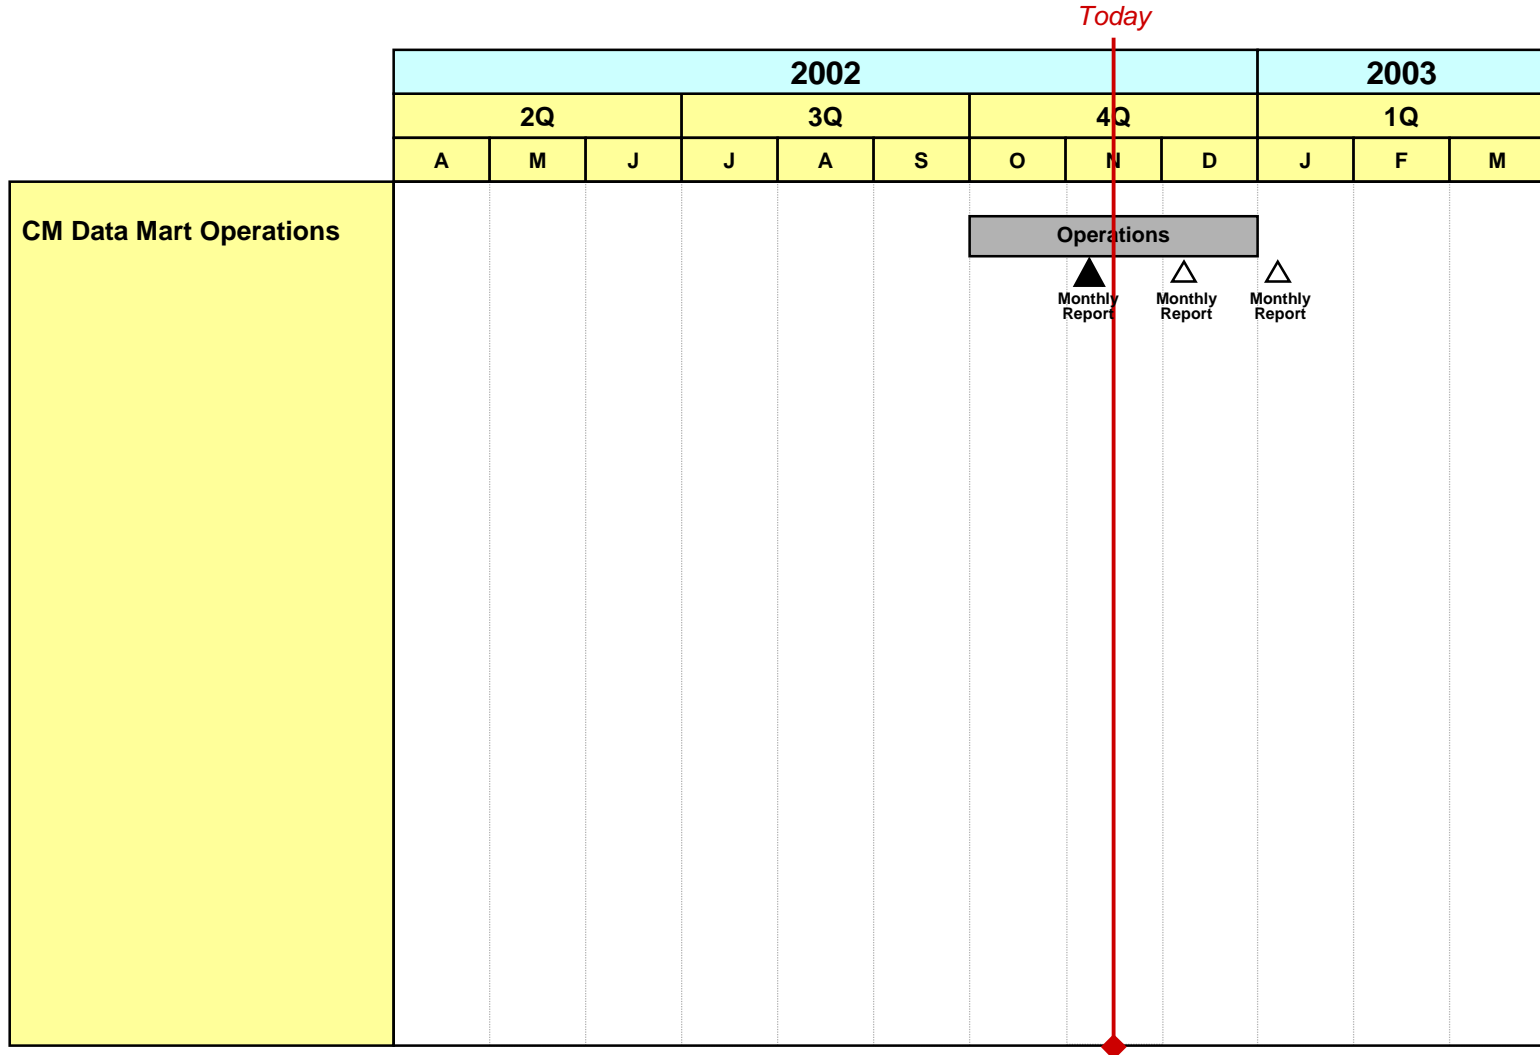 Today
2002 2003
2Q 3Q 4Q 1Q
A M J J A S O N D J F M
CM Data Mart Operations
Operations
Monthly Report
Monthly Report
Monthly Report